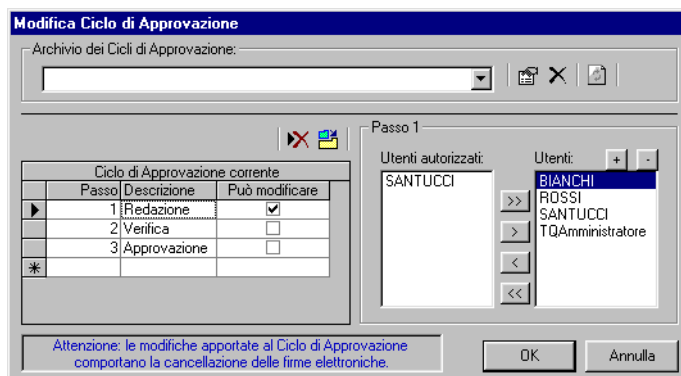 Modifica Ciclo di Approvazione
Archivio dei Cicli di Approvazione:
Passo 1
Utenti autorizzati:
Utenti: + -
SANTUCCI
BIANCHI
ROSSI
SANTUCCI
TQAmministratore
>>
>
<
<<
Ciclo di Approvazione corrente
Passo Descrizione Può modificare
1 Redazione
2 Verifica
3 Approvazione
Attenzione: le modifiche apportate al Ciclo di Approvazione
comportano la cancellazione delle firme elettroniche.
OK Annulla